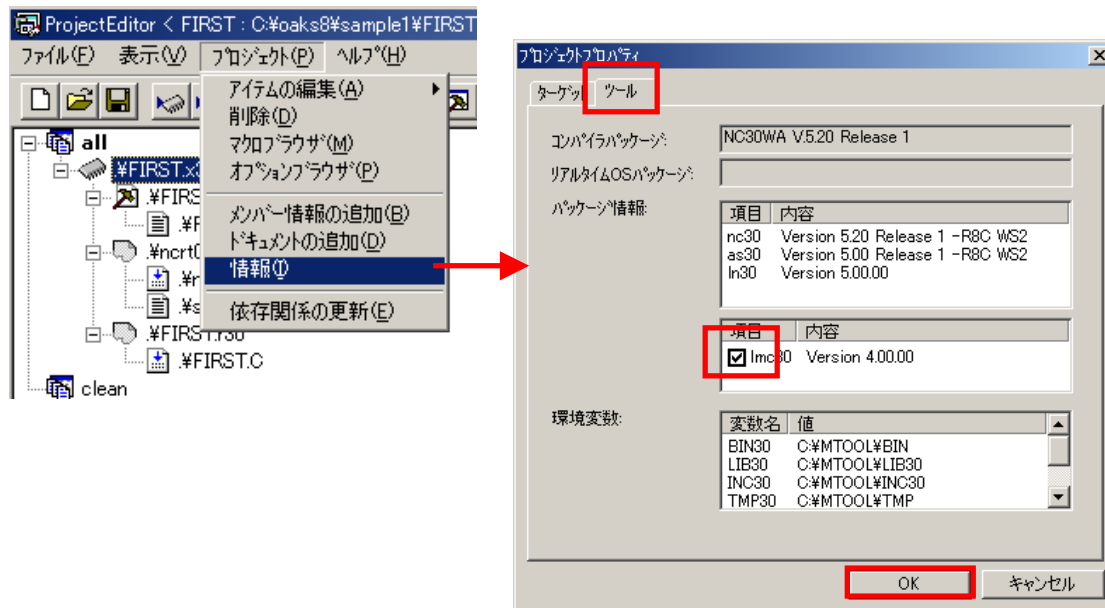 ProjectEditor < FIRST : C:¥oaks8¥sample1¥FIRST
ファイル(F) 表示(V) プロジェクト(P) ヘルプ(H)
アイテムの編集(A)
削除(D)
マクロブラウザ(M)
オプションブラウザ(P)
メンバー情報の追加(B)
ドキュメントの追加(D)
情報(I)
依存関係の更新(E)
all
¥FIRST.x
.¥FIRS
.¥F
.¥ncrt0
.¥n
.¥s
.¥FIRST.r30
.¥FIRST.C
clean
プロジェクトプロパティ
ターゲット ツール
コンパイラパッケージ: NC30WA V.5.20 Release 1
リアルタイムOSパッケージ:
パッケージ情報:
項目 内容
nc30 Version 5.20 Release 1 -R8C WS2
as30 Version 5.00 Release 1 -R8C WS2
ln30 Version 5.00.00
項目 内容
lmc30 Version 4.00.00
環境変数:
変数名 値
BIN30 C:¥MTOOL¥BIN
LIB30 C:¥MTOOL¥LIB30
INC30 C:¥MTOOL¥INC30
TMP30 C:¥MTOOL¥TMP
OK キャンセル